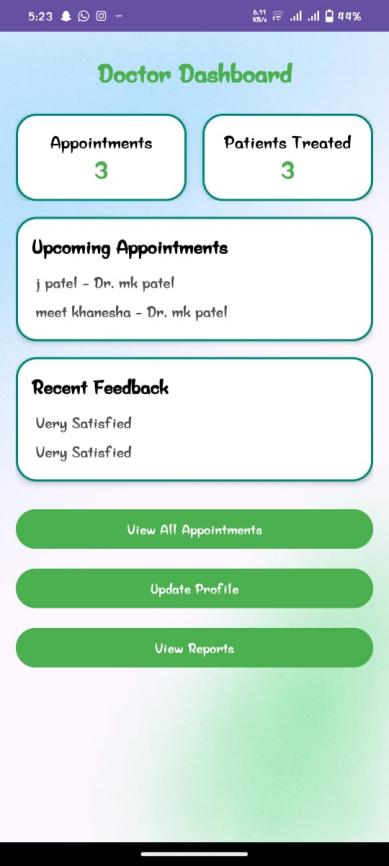 5:23
6.11 KB/s 44%
Doctor Dashboard
Appointments
3
Patients Treated
3
Upcoming Appointments
j patel - Dr. mk patel
meet khanesha - Dr. mk patel
Recent Feedback
Very Satisfied
Very Satisfied
View All Appointments
Update Profile
View Reports